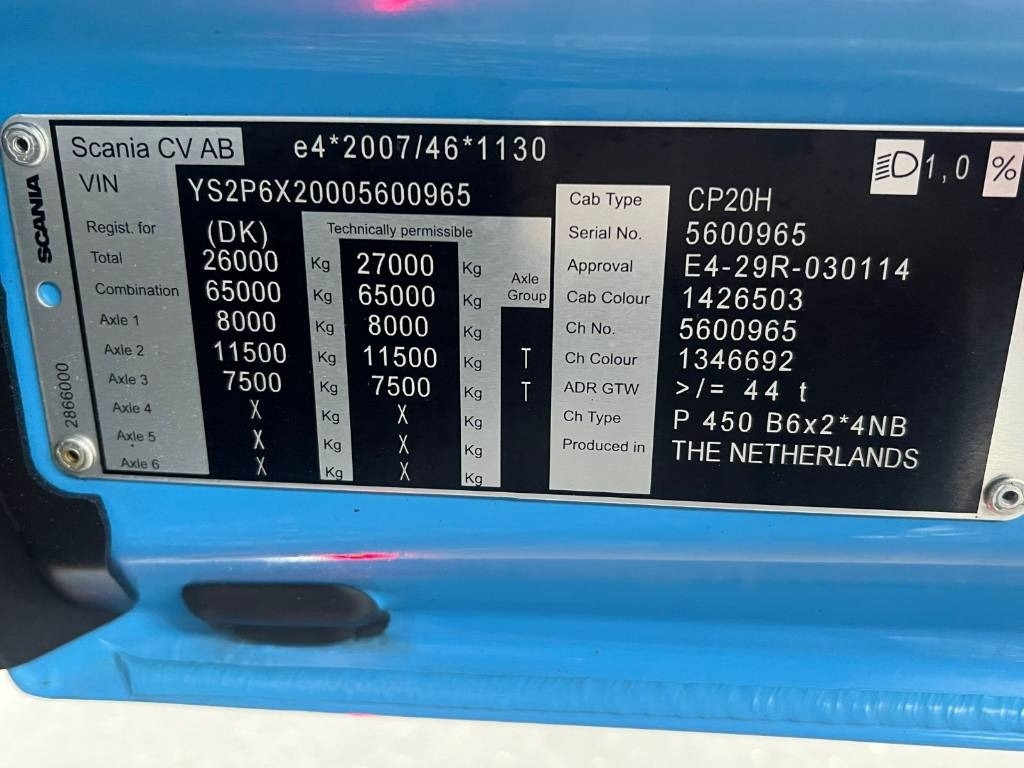 Scania CV AB e4*2007/46*1130 1,0 %
VIN YS2P6X20005600965
SCANIA
2866000
Regist. for (DK) Technically permissible
Total 26000 Kg 27000 Kg Axle Group
Combination 65000 Kg 65000 Kg
Axle 1 8000 Kg 8000 Kg
Axle 2 11500 Kg 11500 Kg T
Axle 3 7500 Kg 7500 Kg T
Axle 4 X Kg X Kg
Axle 5 X Kg X Kg
Axle 6 X Kg X Kg
Cab Type CP20H
Serial No. 5600965
Approval E4-29R-030114
Cab Colour 1426503
Ch No. 5600965
Ch Colour 1346692
ADR GTW >/= 44 t
Ch Type P 450 B6x2*4NB
Produced in THE NETHERLANDS